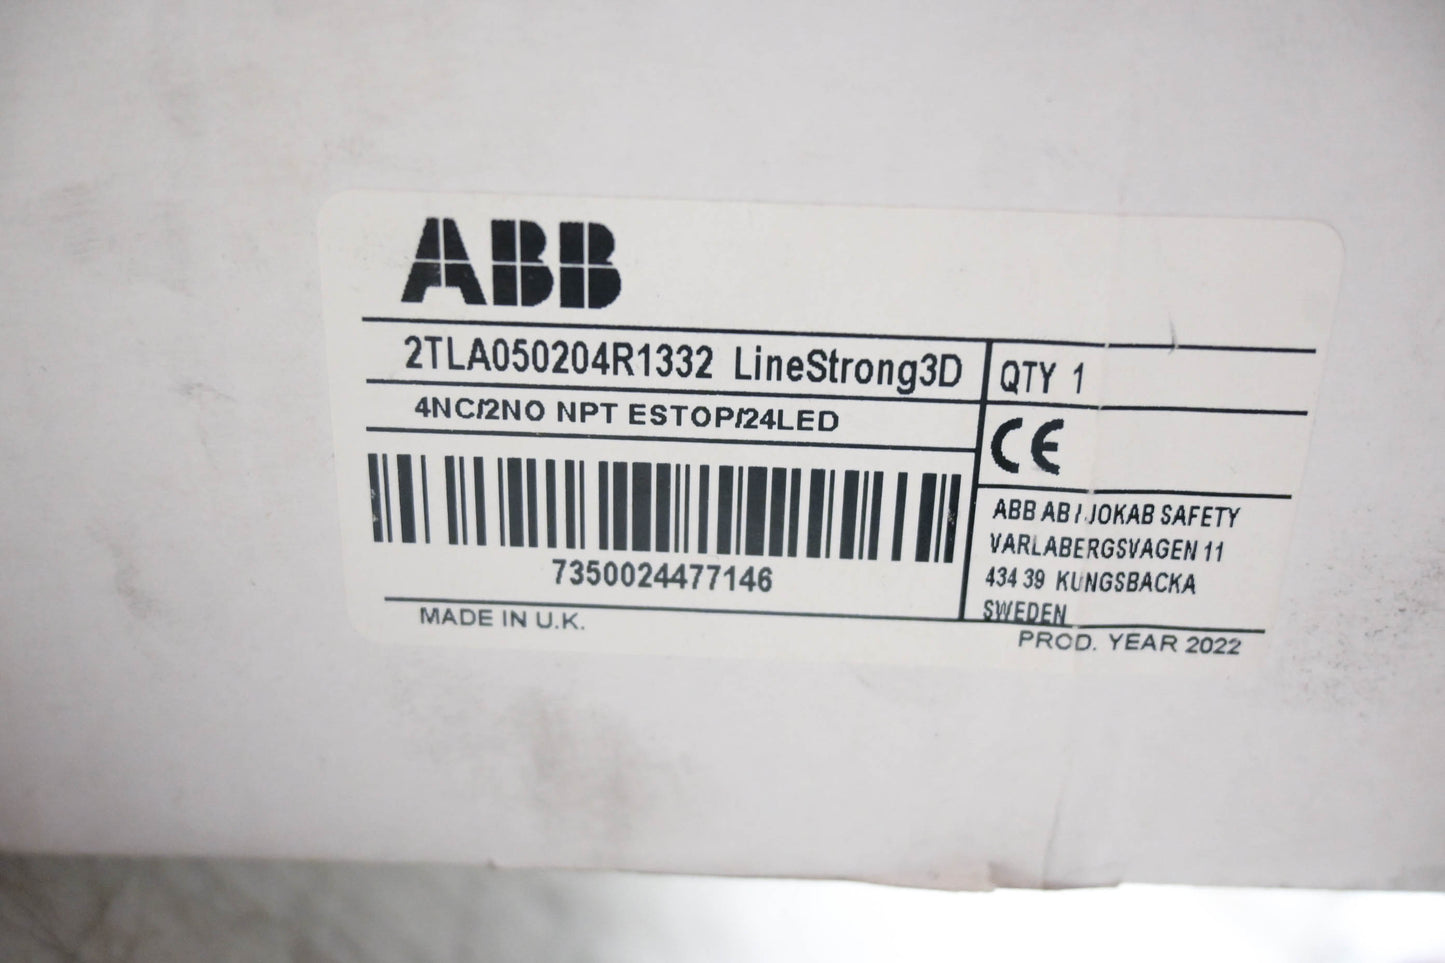 ABB
2TLA050204R1332 LineStrong3D
QTY 1
4NC/2NO NPT ESTOP/24LED
CE
7350024477146
ABB AB / JOKAB SAFETY
VARLABERGSVAGEN 11
434 39 KUNGSBACKA
SWEDEN
MADE IN U.K.
PROD. YEAR 2022